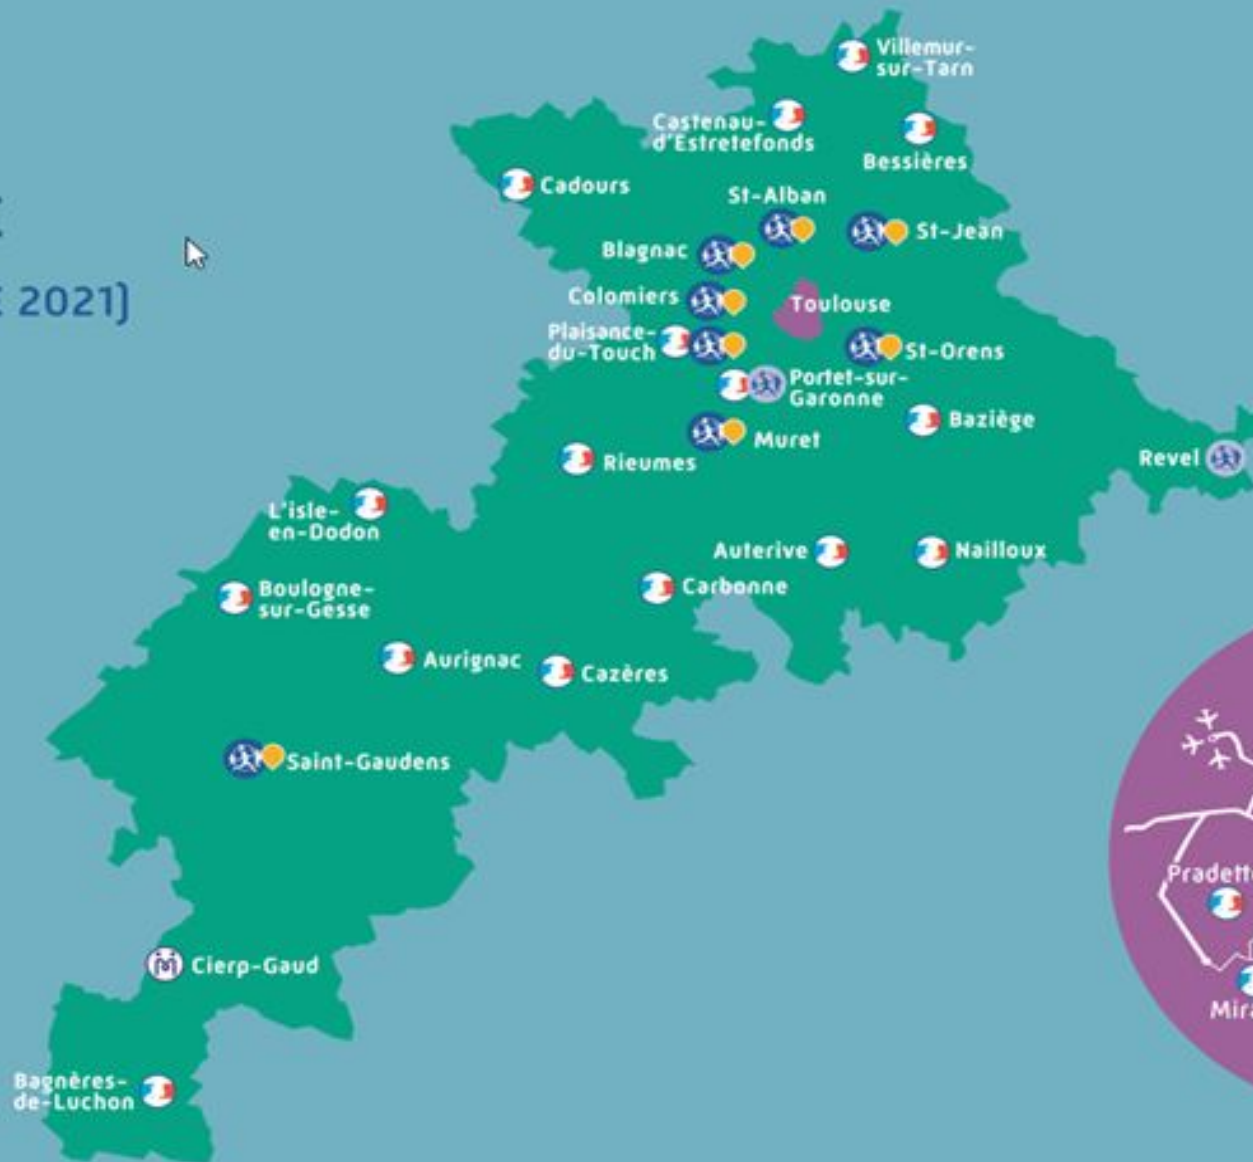 2021)
Villemur-
sur-Tarn
Castenau-
d'Estretefonds
Bessières
Cadours
St-Alban
St-Jean
Blagnac
Colomiers
Toulouse
Plaisance-
du-Touch
St-Orens
Portet-sur-
Garonne
Baziège
Muret
Revel
Rieumes
L'isle-
en-Dodon
Auterive
Nailloux
Carbonne
Boulogne-
sur-Gesse
Aurignac
Cazères
Saint-Gaudens
Pradett
Cierp-Gaud
Mira
Bagnères-
de-Luchon